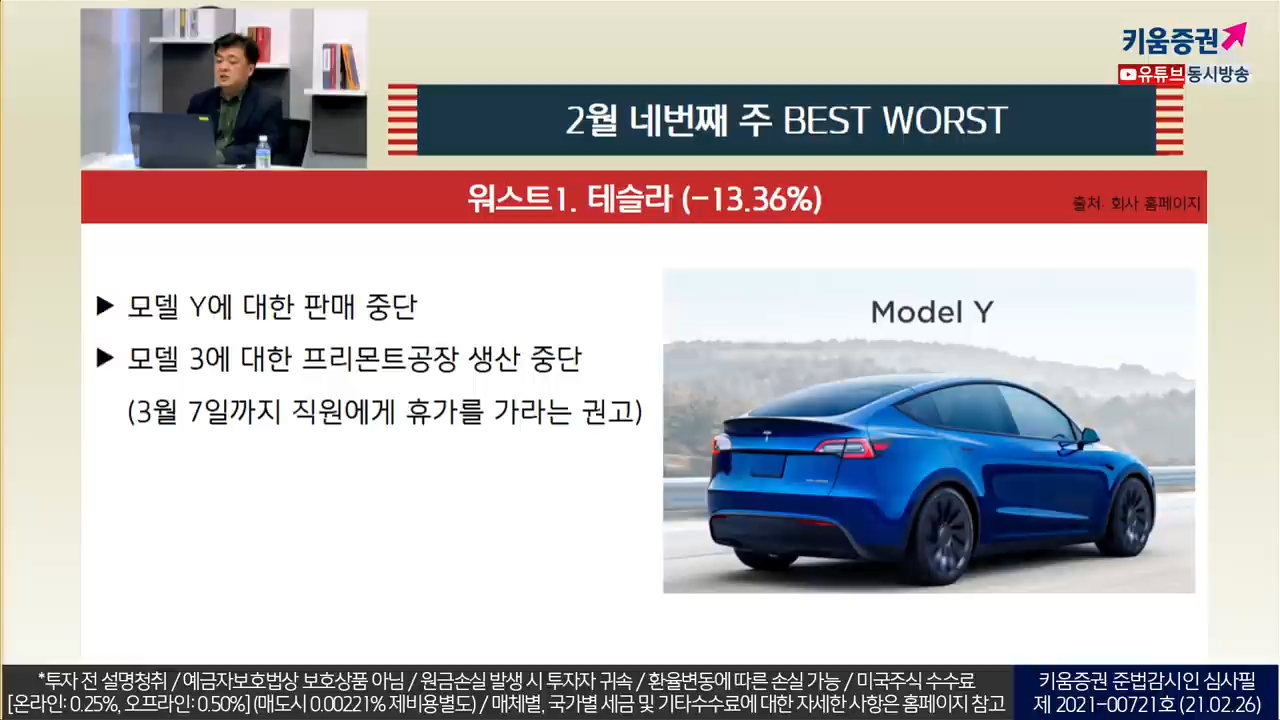 키움증권
유튜브 동시방송
2월 네번째 주 BEST WORST
워스트1. 테슬라 (-13.36%)
출처: 회사 홈페이지
▶ 모델 Y에 대한 판매 중단
▶ 모델 3에 대한 프리몬트공장 생산 중단
(3월 7일까지 직원에게 휴가를 가라는 권고)
Model Y
*투자 전 설명청취 / 예금자보호법상 보호상품 아님 / 원금손실 발생 시 투자자 귀속 / 환율변동에 따른 손실 가능 / 미국주식 수수료
[온라인: 0.25%, 오프라인: 0.50%] (매도시 0.00221% 제비용별도) / 매체별, 국가별 세금 및 기타수수료에 대한 자세한 사항은 홈페이지 참고
키움증권 준법감시인 심사필
제 2021-00721호 (21.02.26)